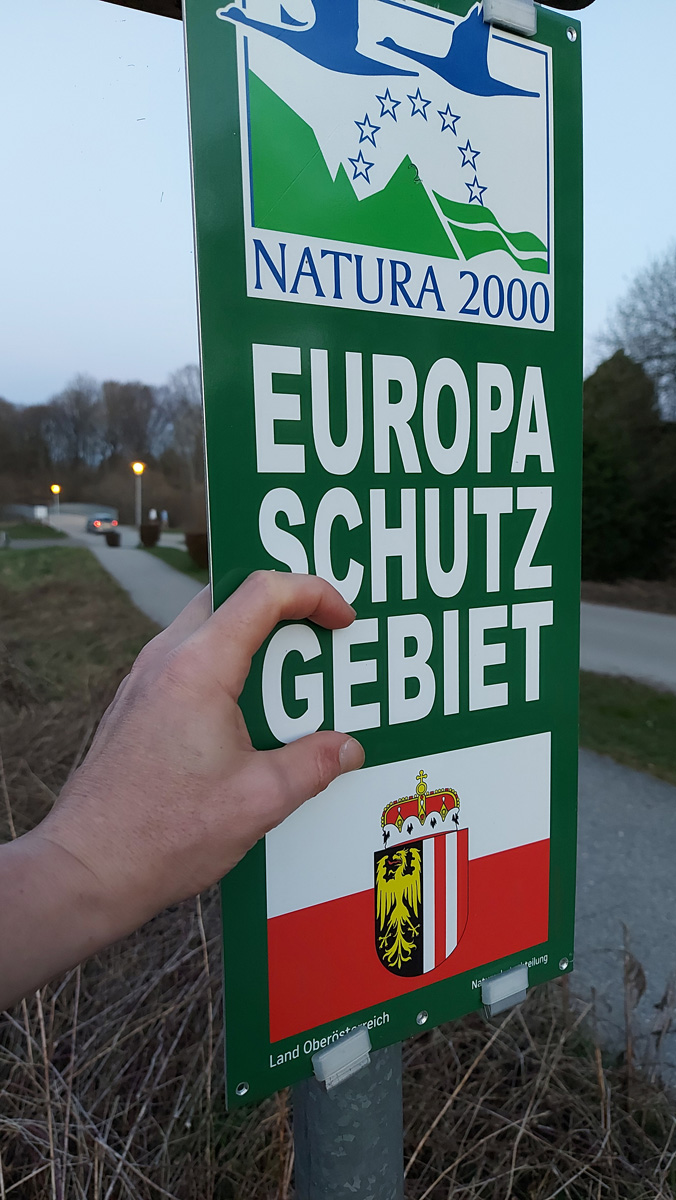 NATURA 2000
EUROPA
SCHUTZ
GEBIET
Land Oberösterreich